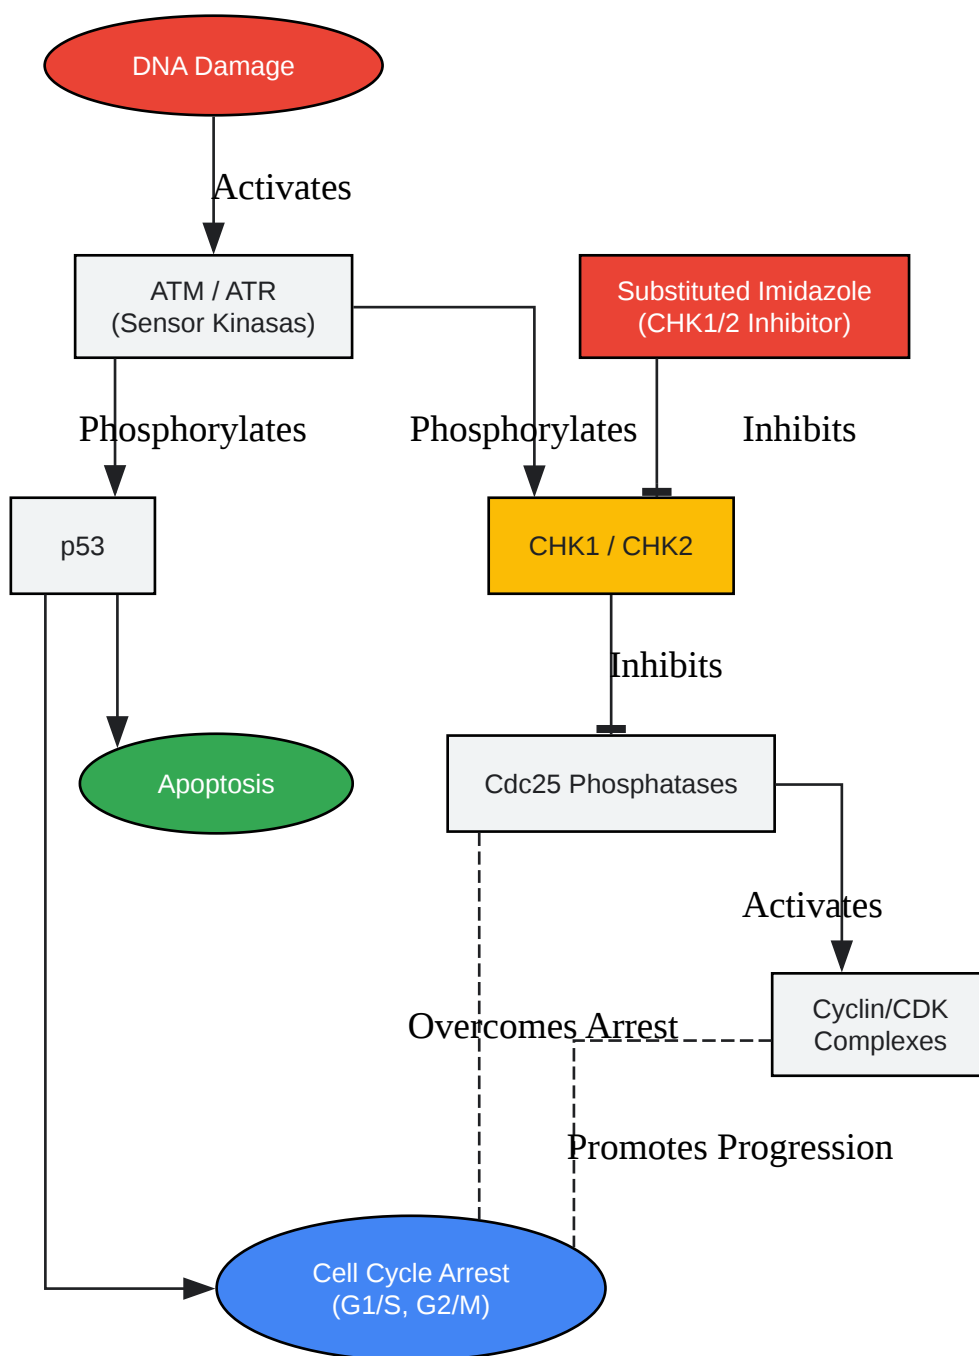 DNA Damage
Activates
ATM / ATR
(Sensor Kinasas)
Substituted Imidazole
(CHK1/2 Inhibitor)
Phosphorylates
Phosphorylates
Inhibits
p53
CHK1 / CHK2
Inhibits
Apoptosis
Cdc25 Phosphatases
Activates
Cyclin/CDK
Complexes
Overcomes Arrest
Promotes Progression
Cell Cycle Arrest
(G1/S, G2/M)